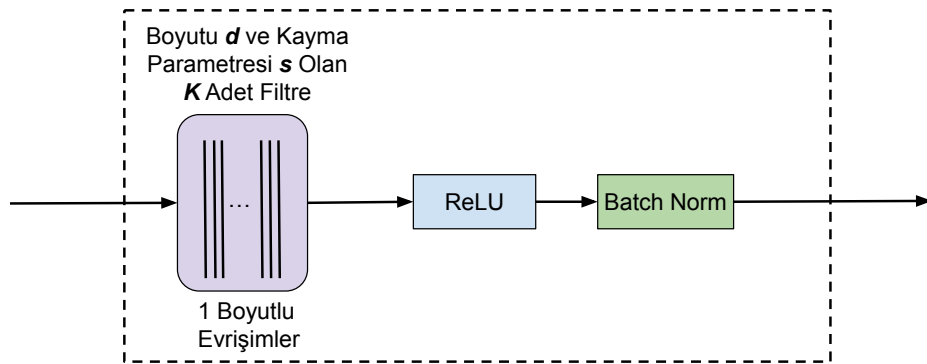 Boyutu d ve Kayma
Parametresi s Olan
K Adet Filtre
...
ReLU
Batch Norm
1 Boyutlu
Evrişimler